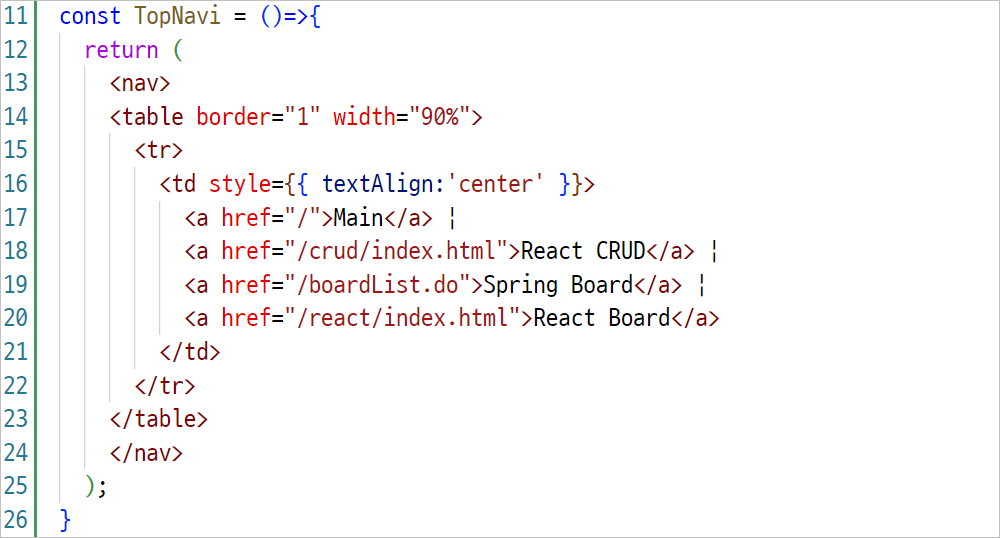 11 const TopNavi = ()=>{
12 return (
13 <nav>
14 <table border="1" width="90%">
15 <tr>
16 <td style={{ textAlign:'center' }}>
17 <a href="/">Main</a> ¦
18 <a href="/crud/index.html">React CRUD</a> ¦
19 <a href="/boardList.do">Spring Board</a> ¦
20 <a href="/react/index.html">React Board</a>
21 </td>
22 </tr>
23 </table>
24 </nav>
25 );
26 }